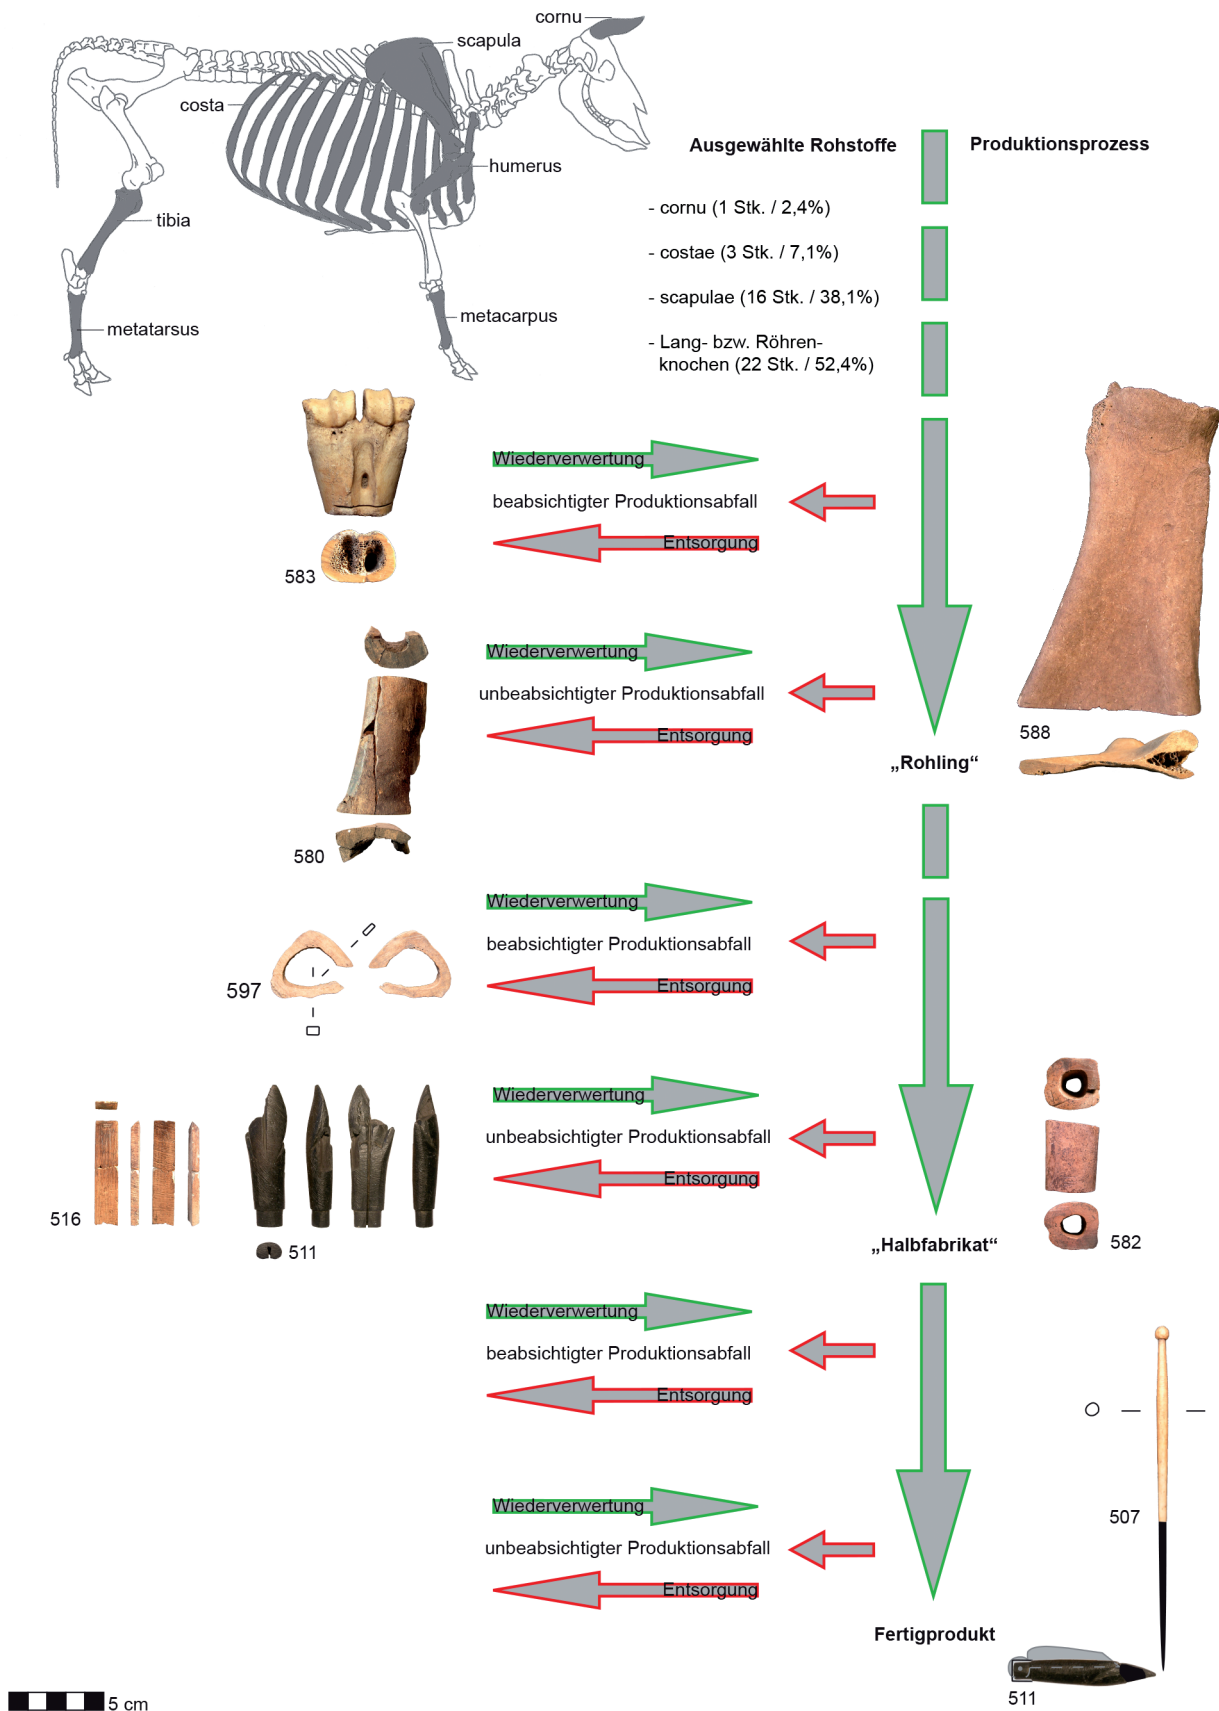 cornu
scapula
costa
humerus
tibia
metatarsus
metacarpus
Ausgewählte Rohstoffe
Produktionsprozess
- cornu (1 Stk. / 2,4%)
- costae (3 Stk. / 7,1%)
- scapulae (16 Stk. / 38,1%)
- Lang- bzw. Röhren-
knochen (22 Stk. / 52,4%)
Wiederverwertung
beabsichtigter Produktionsabfall
Entsorgung
583
Wiederverwertung
unbeabsichtigter Produktionsabfall
Entsorgung
588
„Rohling“
580
Wiederverwertung
beabsichtigter Produktionsabfall
Entsorgung
597
Wiederverwertung
unbeabsichtigter Produktionsabfall
Entsorgung
516
511
„Halbfabrikat“
582
Wiederverwertung
beabsichtigter Produktionsabfall
Entsorgung
507
Wiederverwertung
unbeabsichtigter Produktionsabfall
Entsorgung
Fertigprodukt
511
5 cm